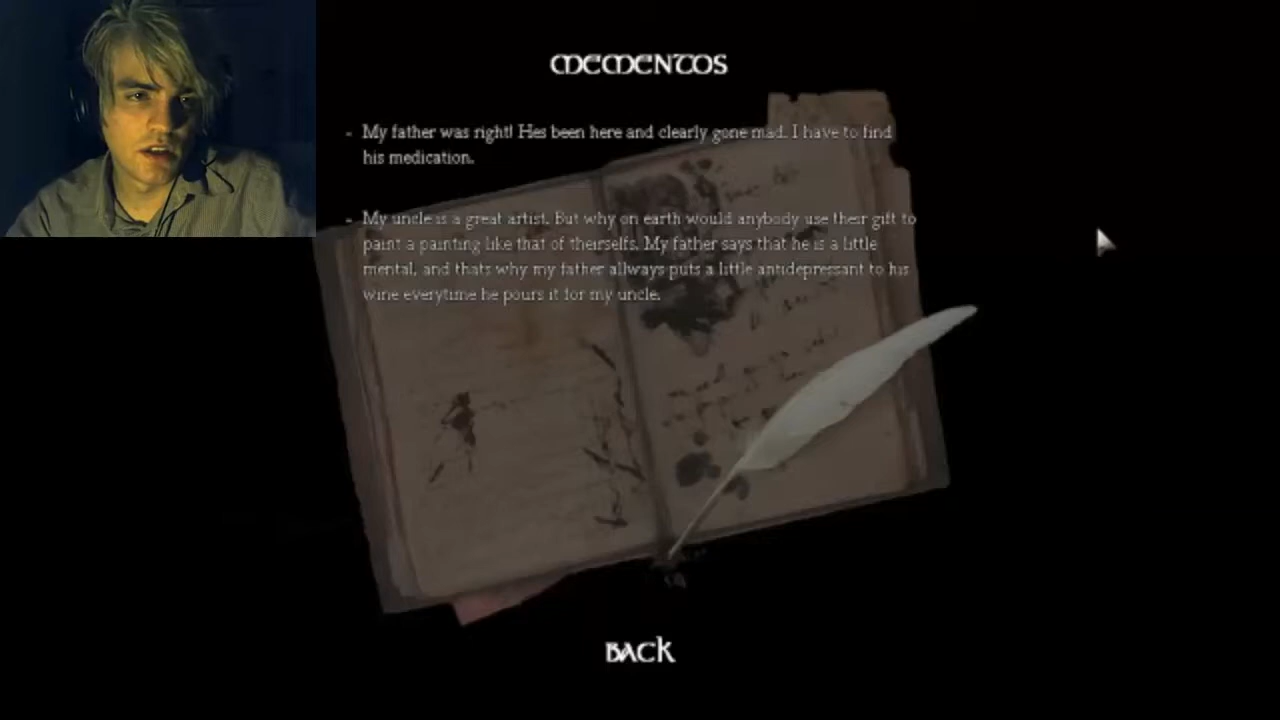 MEMENTOS
- My father was right! Hes been here and clearly gone mad. I have to find
his medication.
- My uncle is a great artist. But why on earth would anybody use their gift to
paint a painting like that of theirselfs. My father says that he is a little
mental, and thats why my father allways puts a little antidepressant to his
wine everytime he pours it for my uncle.
BACK